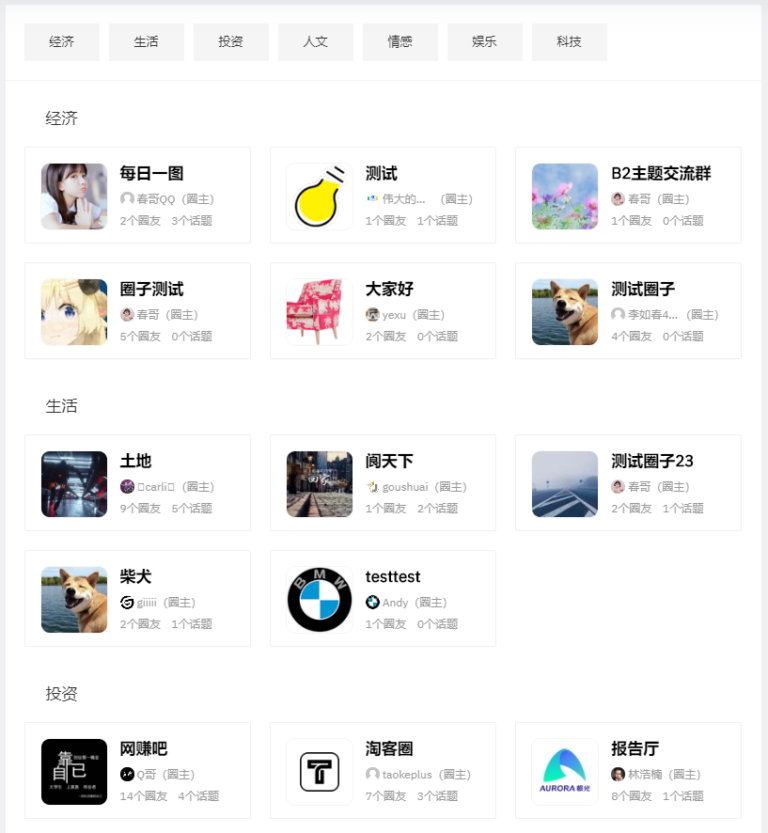 经济 生活 投资 人文 情感 娱乐 科技
经济
每日一图
春哥QQ（圈主）
2个圈友 3个话题
测试
伟大的... （圈主）
1个圈友 1个话题
B2主题交流群
春哥（圈主）
1个圈友 0个话题
圈子测试
春哥（圈主）
5个圈友 0个话题
大家好
yexu（圈主）
2个圈友 0个话题
测试圈子
李如春4... （圈主）
4个圈友 0个话题
生活
土地
▯carli▯（圈主）
9个圈友 5个话题
阅天下
goushuai（圈主）
1个圈友 2个话题
测试圈子23
春哥（圈主）
2个圈友 1个话题
柴犬
giiiii（圈主）
2个圈友 1个话题
BMW
testtest
Andy（圈主）
1个圈友 0个话题
投资
靠自己
网赚吧
Q哥（圈主）
14个圈友 4个话题
淘客圈
taokeplus（圈主）
7个圈友 3个话题
AURORA 极光
报告厅
林浩楠（圈主）
8个圈友 1个话题